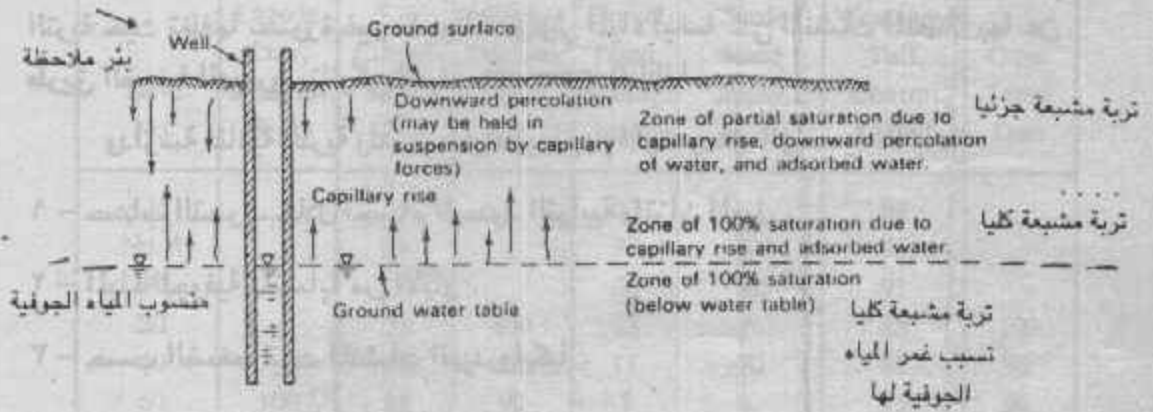 Well
Ground surface
بئر ملاحظة
Downward percolation
(may be held in
suspension by capillary
forces)
Zone of partial saturation due to
capillary rise, downward percolation
of water, and adsorbed water.
تربة مشبعة جزئيا
Capillary rise
Zone of 100% saturation due to
capillary rise and adsorbed water.
تربة مشبعة كليا
Ground water table
منسوب المياه الجوفية
Zone of 100% saturation
(below water table)
تربة مشبعة كليا
تسبب غمر المياه
الجوفية لها